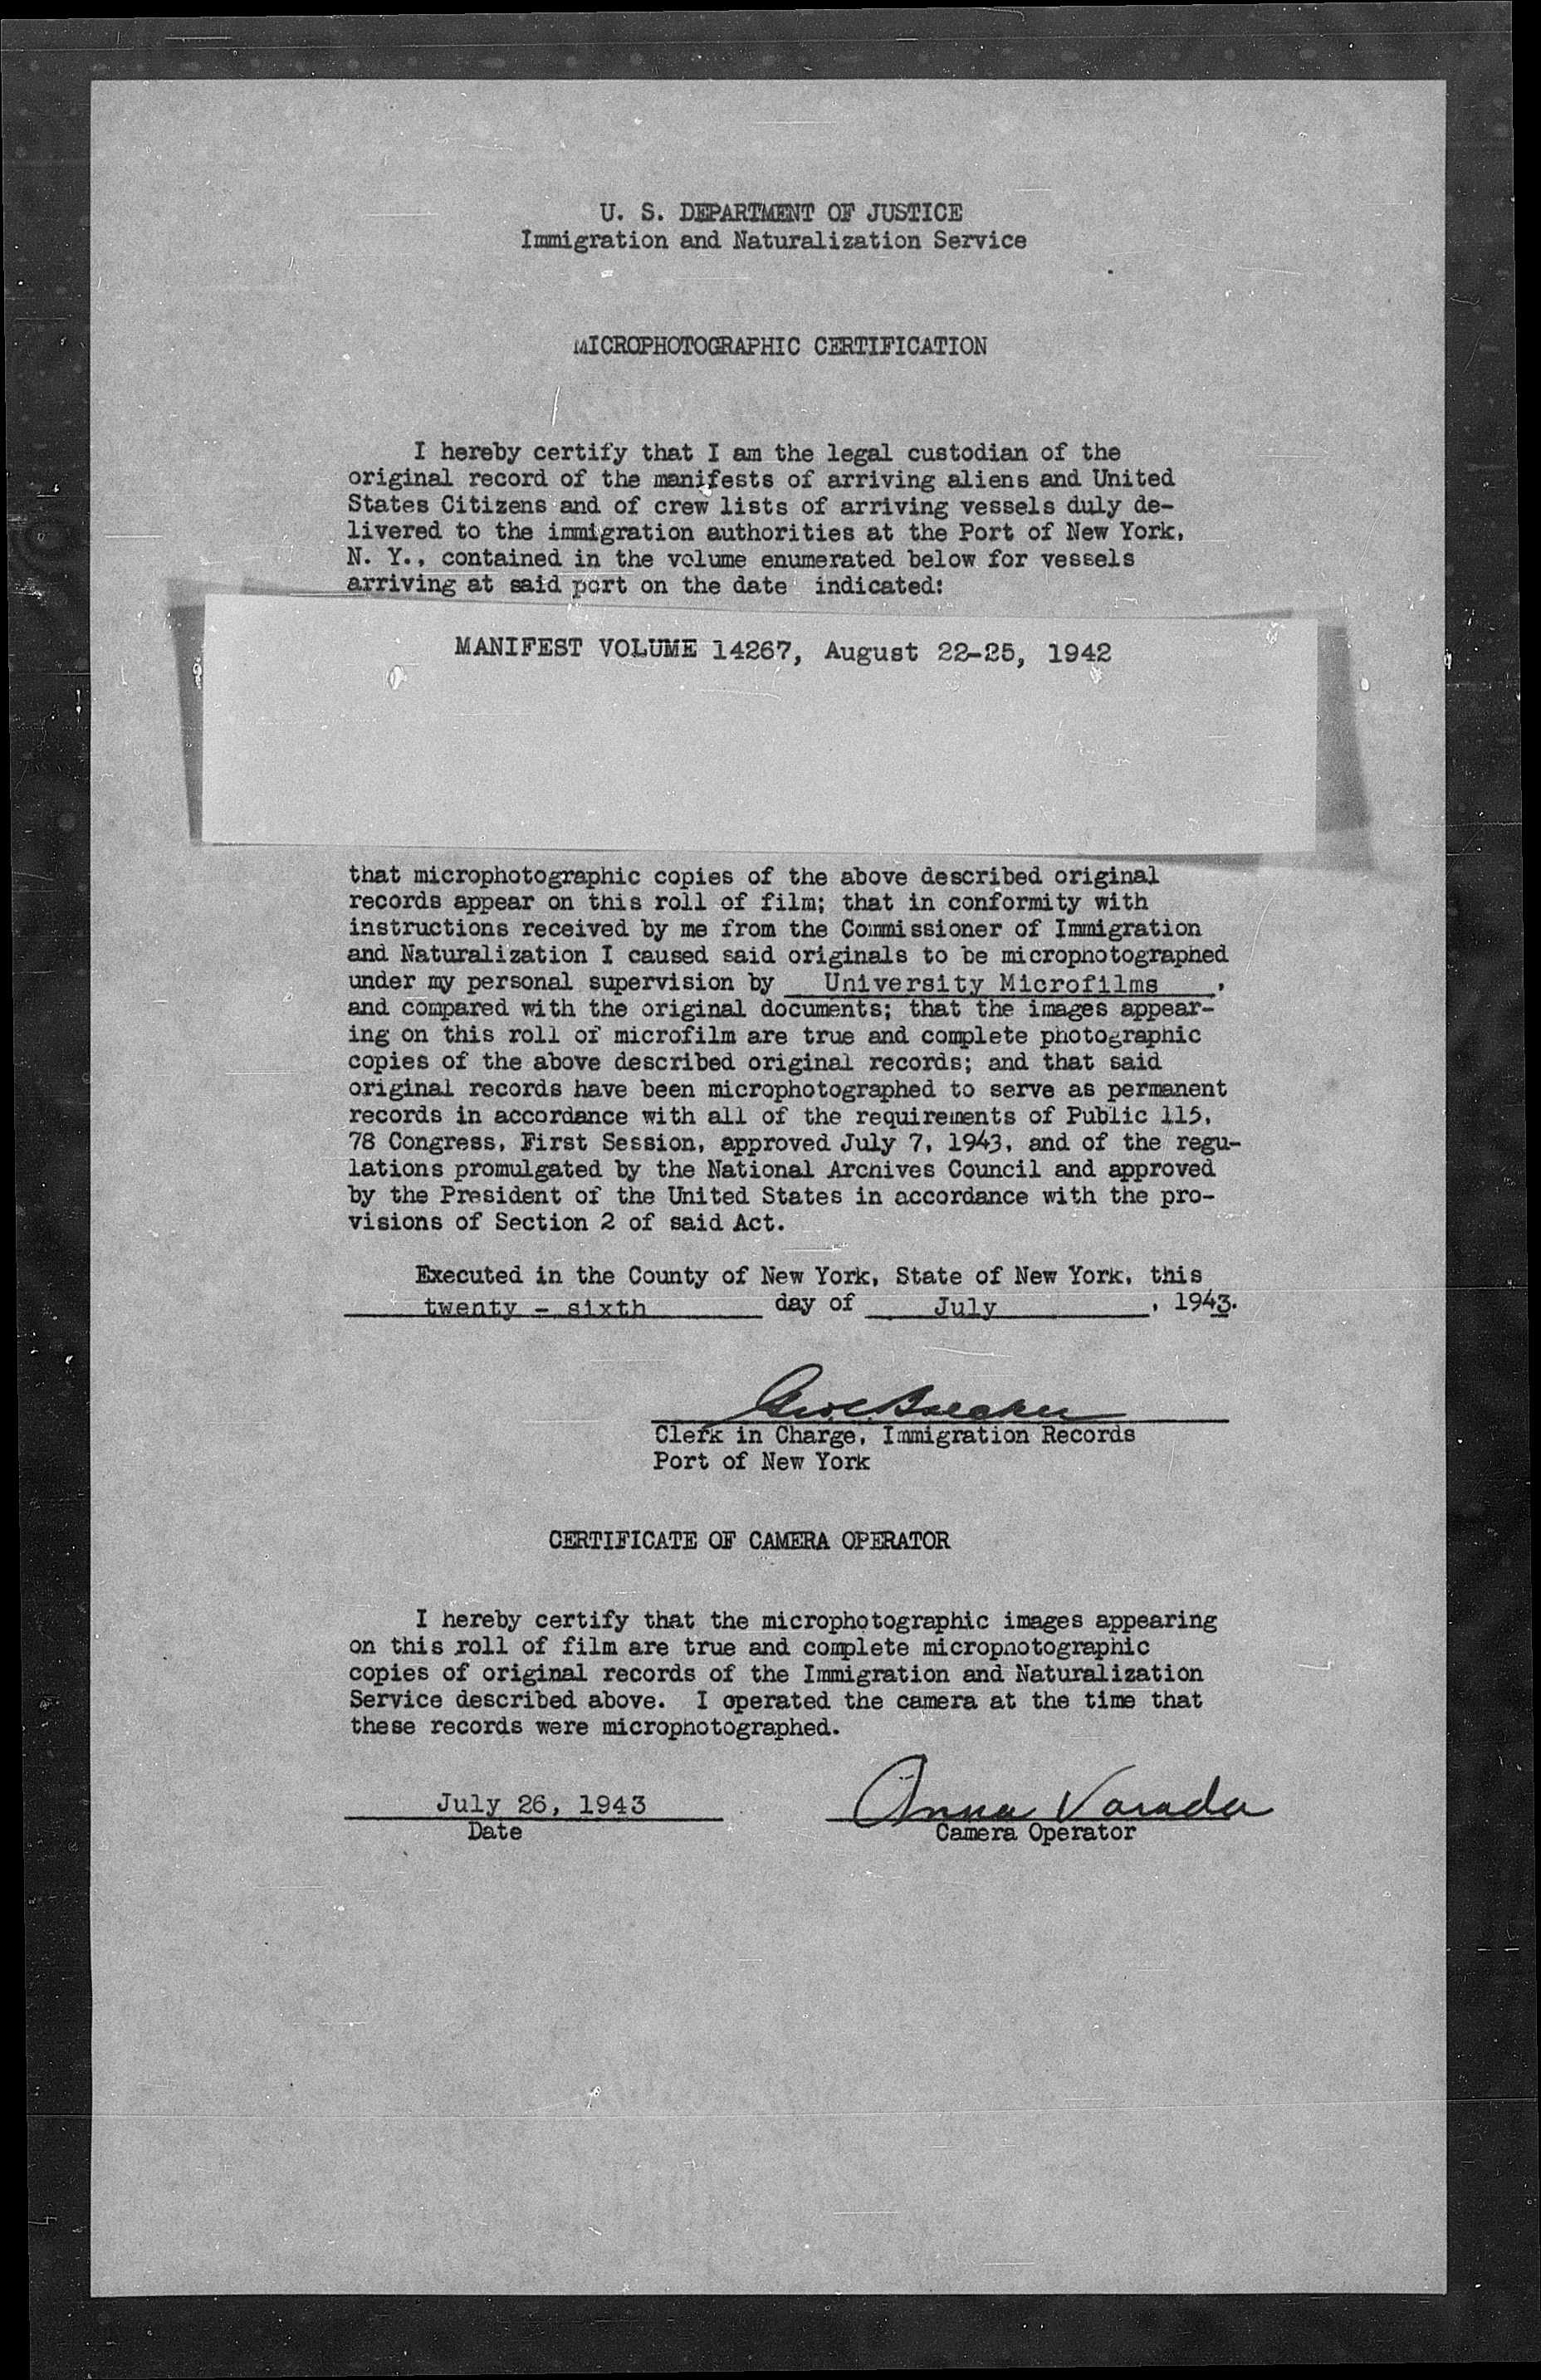 U. S. DEPARTMENT OF JUSTICE
Immigration and Naturalization Service
MICROPHOTOGRAPHIC CERTIFICATION
I hereby certify that I am the legal custodian of the
original record of the manifests of arriving aliens and United
States Citizens and of crew lists of arriving vessels duly de-
livered to the immigration authorities at the Port of New York,
N. Y., contained in the volume enumerated below for vessels
arriving at said port on the date indicated:
MANIFEST VOLUME 14267, August 22-25, 1942
that microphotographic copies of the above described original
records appear on this roll of film; that in conformity with
instructions received by me from the Commissioner of Immigration
and Naturalization I caused said originals to be microphotographed
under my personal supervision by University Microfilms,
and compared with the original documents; that the images appear-
ing on this roll of microfilm are true and complete photographic
copies of the above described original records; and that said
original records have been microphotographed to serve as permanent
records in accordance with all of the requirements of Public 115,
78 Congress, First Session, approved July 7, 1943, and of the regu-
lations promulgated by the National Archives Council and approved
by the President of the United States in accordance with the pro-
visions of Section 2 of said Act.
Executed in the County of New York, State of New York, this
twenty - sixth day of July, 1943.
Clerk in Charge, Immigration Records
Port of New York
CERTIFICATE OF CAMERA OPERATOR
I hereby certify that the microphotographic images appearing
on this roll of film are true and complete microphotographic
copies of original records of the Immigration and Naturalization
Service described above. I operated the camera at the time that
these records were microphotographed.
July 26, 1943 Anna Varada
Date Camera Operator